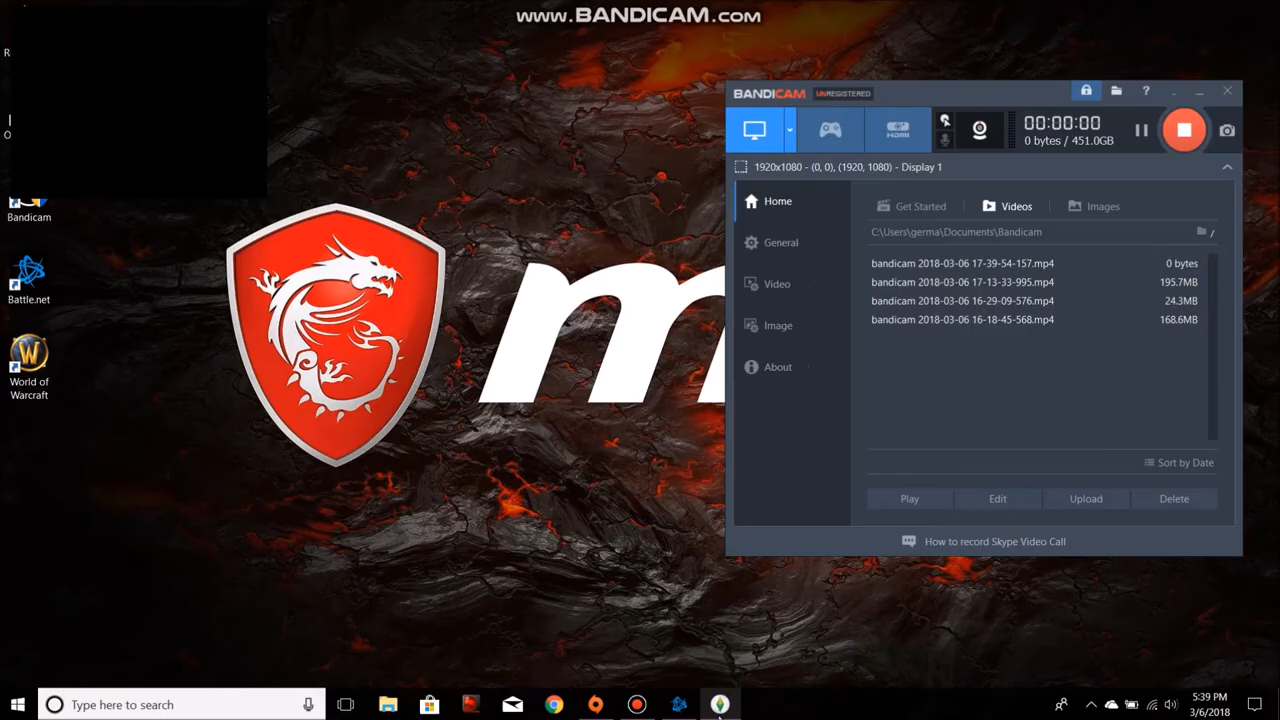 www.BANDICAM.com
R
O
Bandicam
Battle.net
World of
Warcraft
BANDICAM UNREGISTERED
HDMI
00:00:00
0 bytes / 451.0GB
1920x1080 - (0, 0), (1920, 1080) - Display 1
Home
General
Video
Image
About
Get Started
Videos
Images
C:\Users\germa\Documents\Bandicam
bandicam 2018-03-06 17-39-54-157.mp4 0 bytes
bandicam 2018-03-06 17-13-33-995.mp4 195.7MB
bandicam 2018-03-06 16-29-09-576.mp4 24.3MB
bandicam 2018-03-06 16-18-45-568.mp4 168.6MB
Sort by Date
Play Edit Upload Delete
How to record Skype Video Call
Type here to search
5:39 PM
3/6/2018